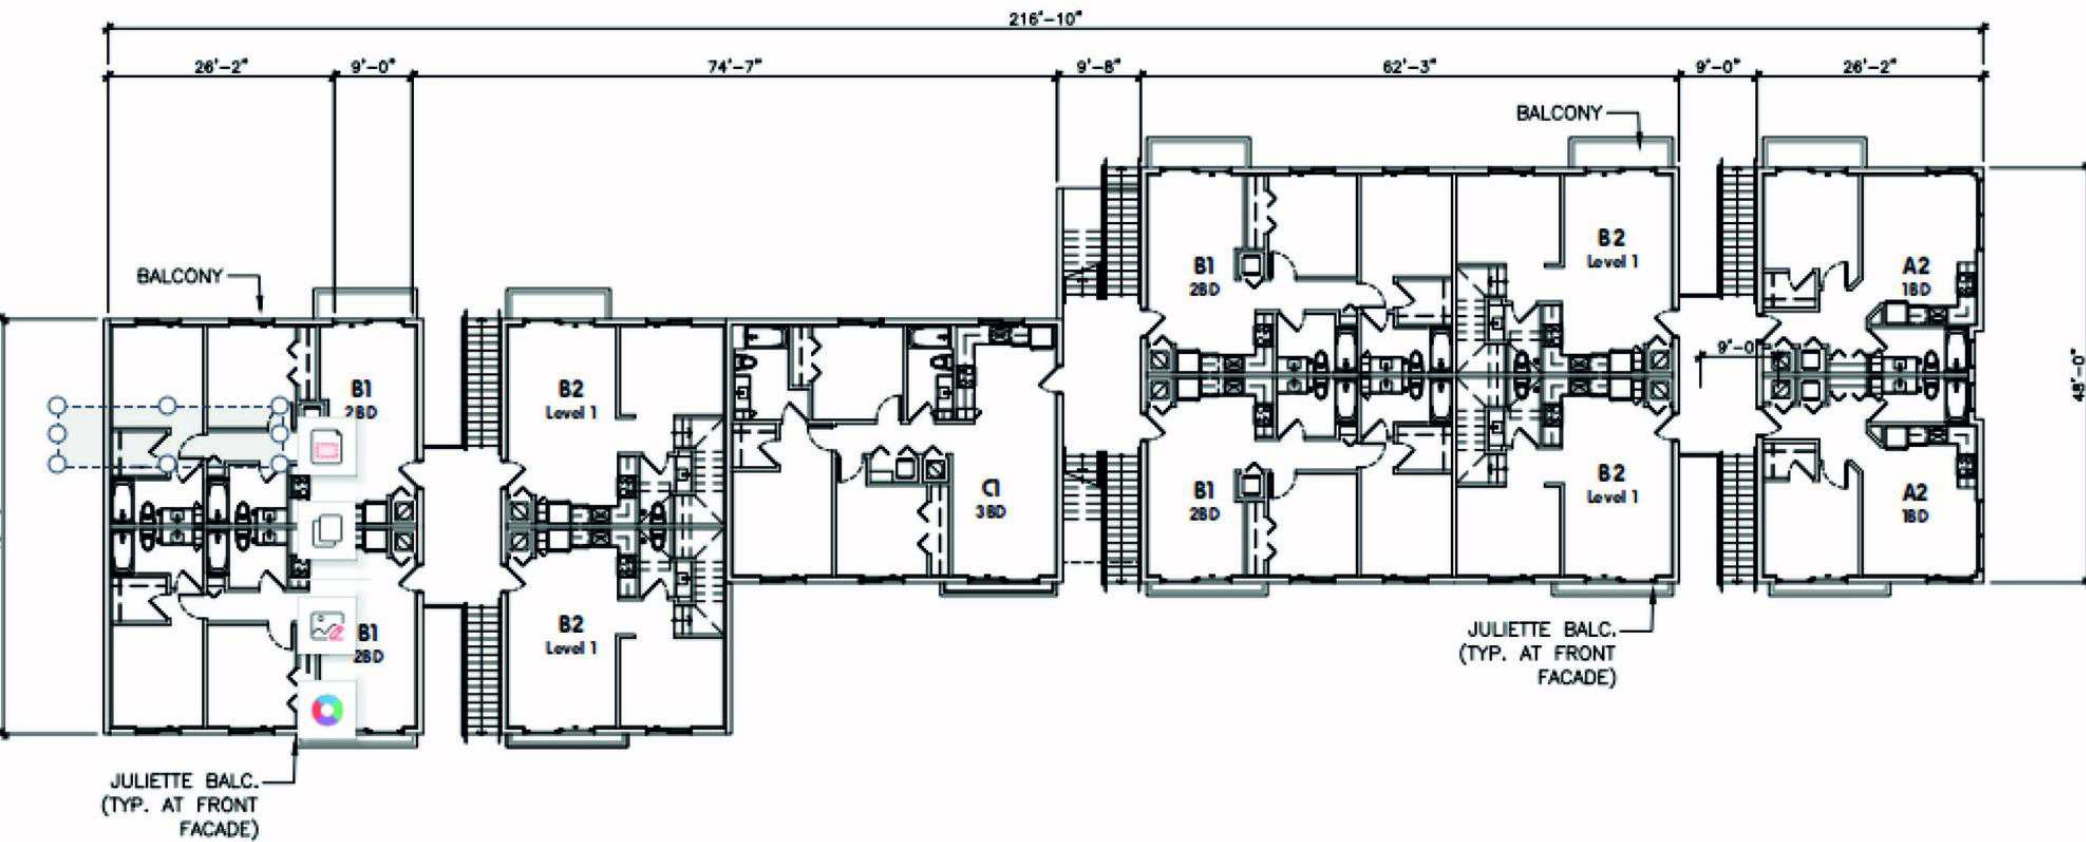 216'-10"
26'-2"
9'-0"
74'-7"
9'-8"
62'-3"
9'-0"
26'-2"
BALCONY
BALCONY
B1
2BD
B2
Level 1
A2
1BD
B1
2BD
B2
Level 1
9'-0"
48'-0"
C1
3BD
B1
2BD
B2
Level 1
A2
1BD
B1
2BD
B2
Level 1
JULIETTE BALC.
(TYP. AT FRONT
FACADE)
JULIETTE BALC.
(TYP. AT FRONT
FACADE)